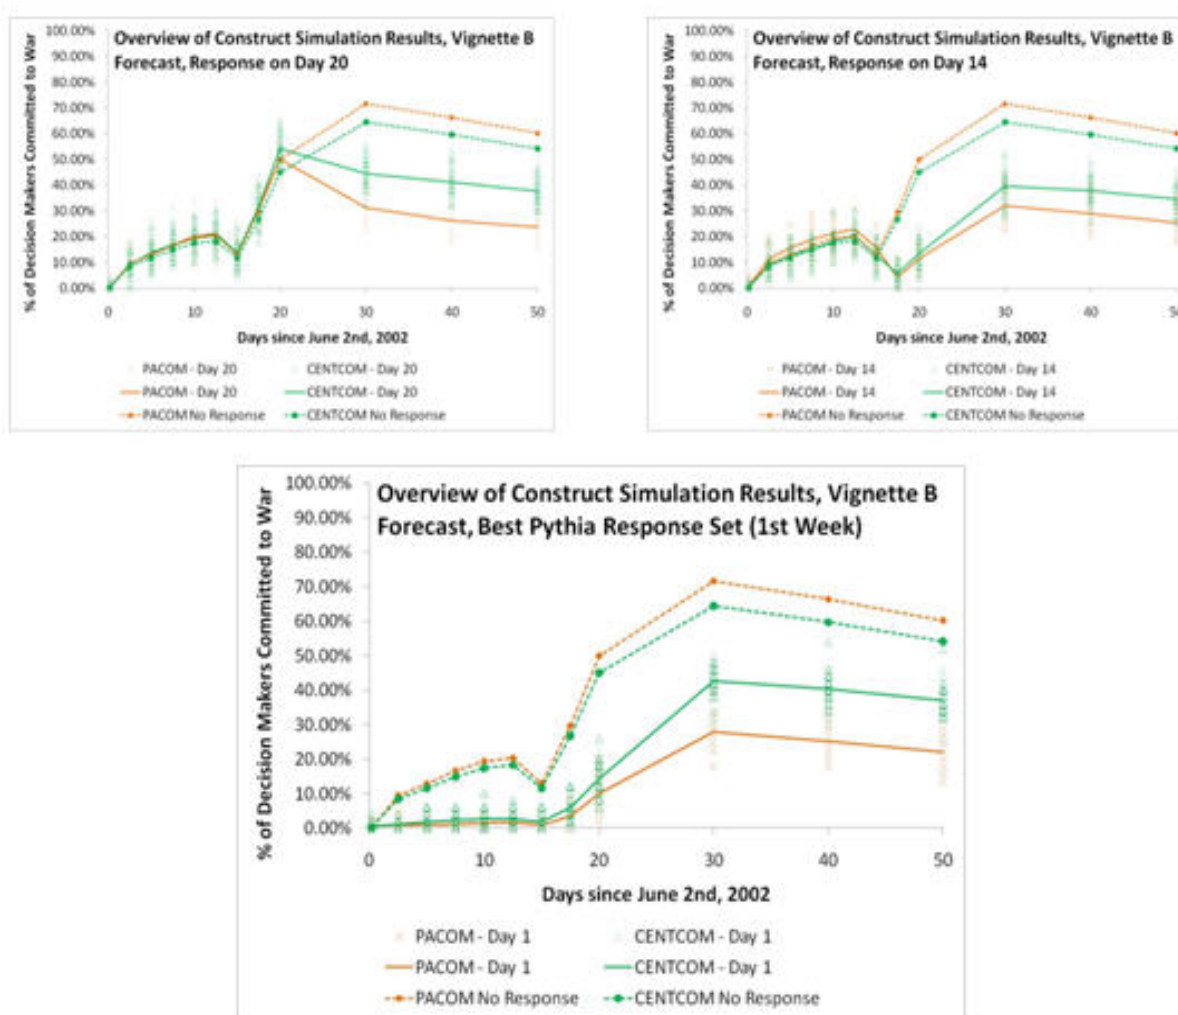 Overview of Construct Simulation Results, Vignette B
Forecast, Response on Day 20
% of Decision Makers Committed to War
100.00%
90.00%
80.00%
70.00%
60.00%
50.00%
40.00%
30.00%
20.00%
10.00%
0.00%
0 10 20 30 40 50
Days since June 2nd, 2002
PACOM - Day 20 CENTCOM - Day 20
PACOM - Day 20 CENTCOM - Day 20
PACOM No Response CENTCOM No Response
Overview of Construct Simulation Results, Vignette B
Forecast, Response on Day 14
% of Decision Makers Committed to War
100.00%
90.00%
80.00%
70.00%
60.00%
50.00%
40.00%
30.00%
20.00%
10.00%
0.00%
0 10 20 30 40 50
Days since June 2nd, 2002
PACOM - Day 14 CENTCOM - Day 14
PACOM - Day 14 CENTCOM - Day 14
PACOM No Response CENTCOM No Response
Overview of Construct Simulation Results, Vignette B
Forecast, Best Pythia Response Set (1st Week)
% of Decision Makers Committed to War
100.00%
90.00%
80.00%
70.00%
60.00%
50.00%
40.00%
30.00%
20.00%
10.00%
0.00%
0 10 20 30 40 50
Days since June 2nd, 2002
PACOM - Day 1 CENTCOM - Day 1
PACOM - Day 1 CENTCOM - Day 1
PACOM No Response CENTCOM No Response